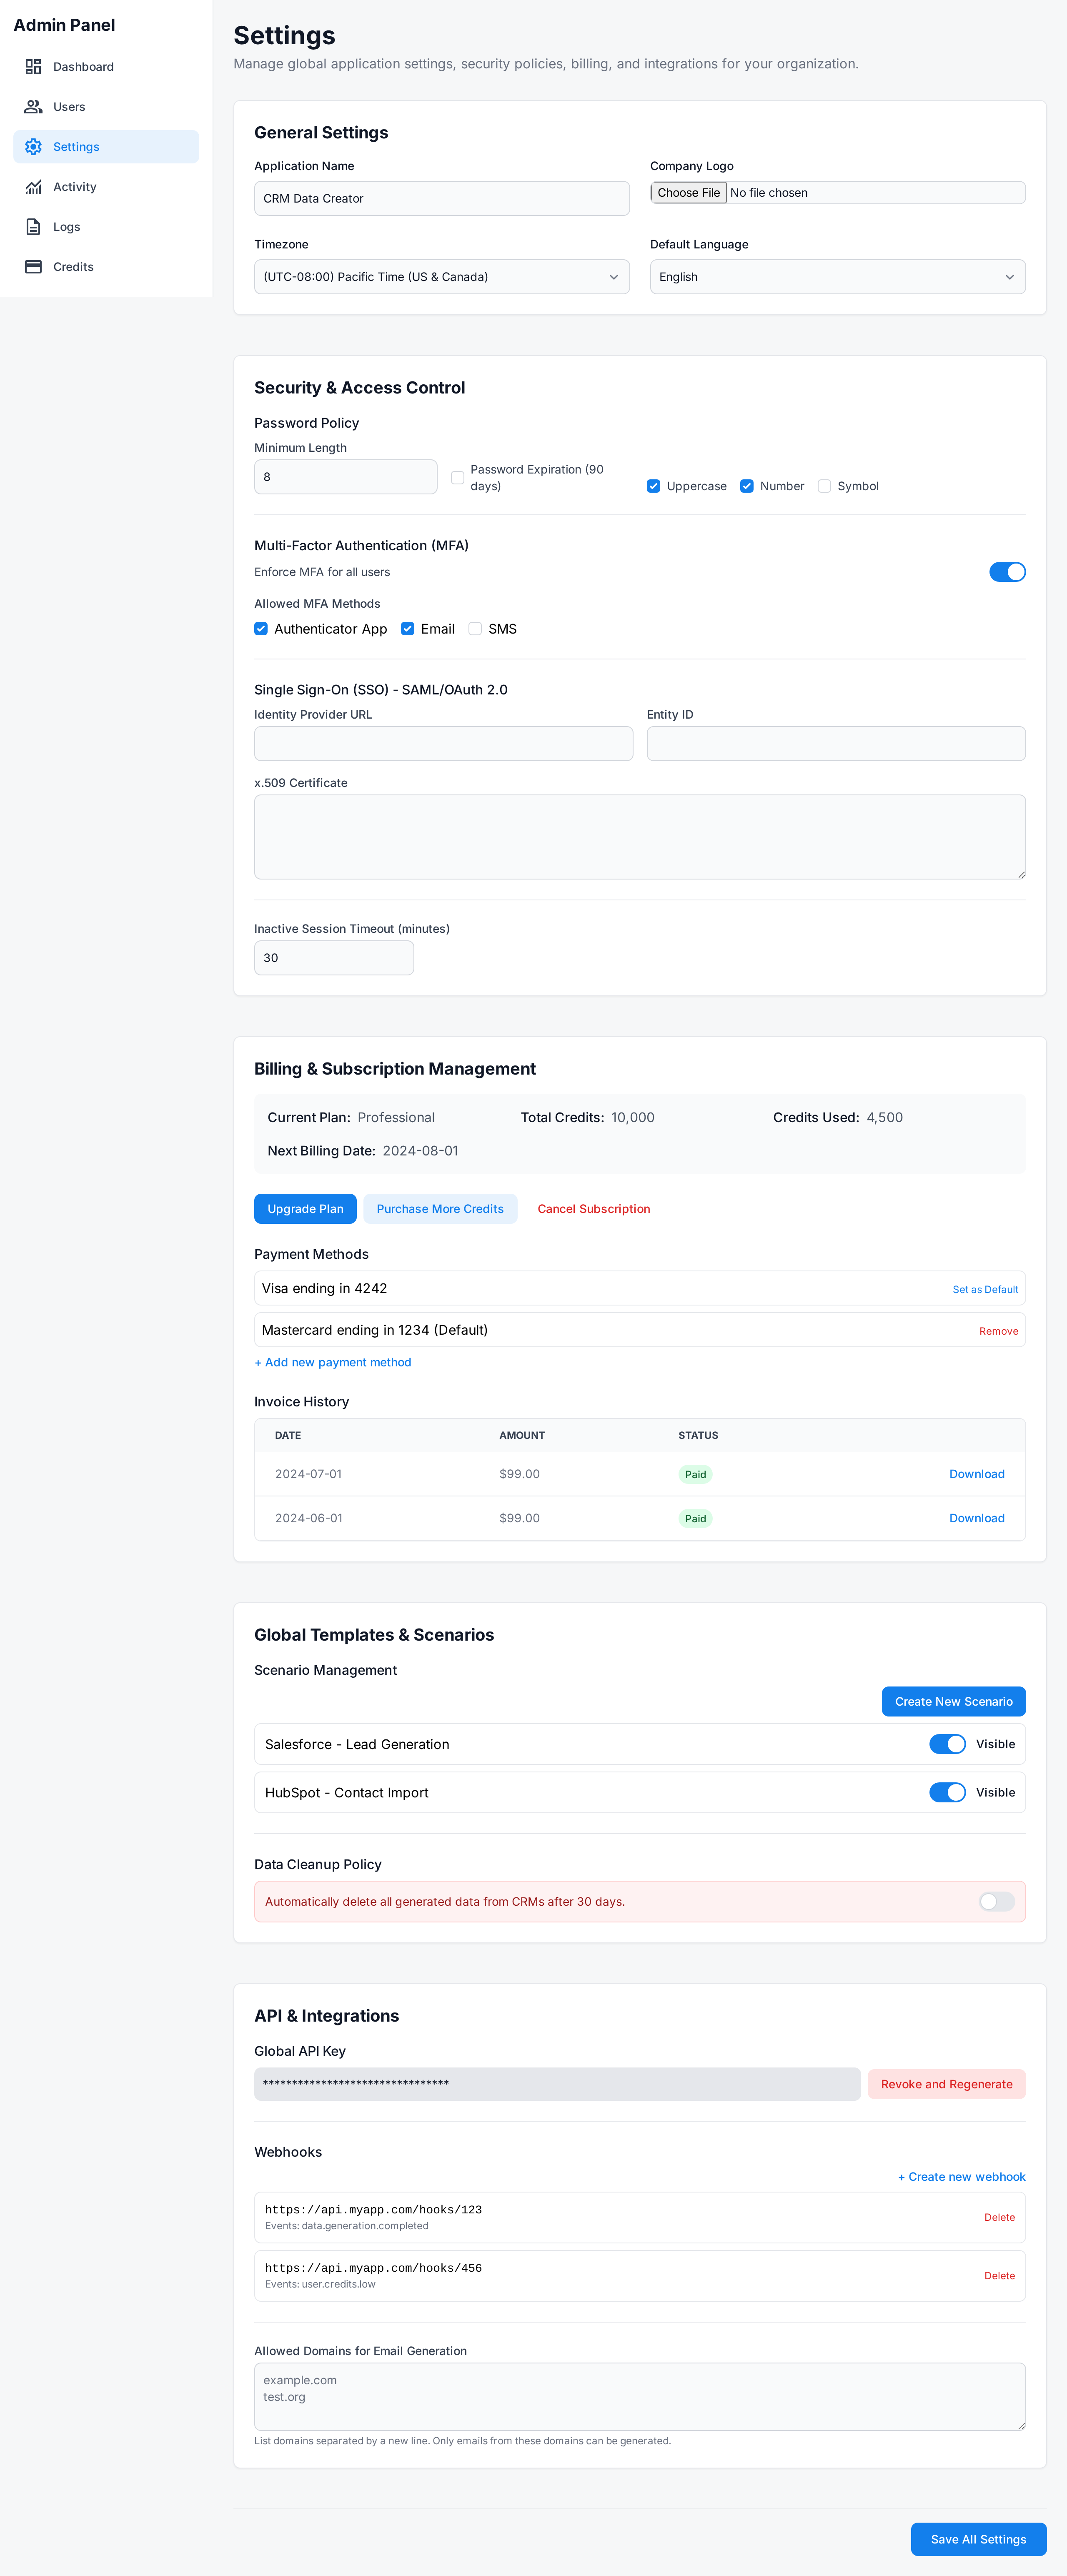 Admin Panel
Dashboard
Users
Settings
Activity
Logs
Credits
Settings
Manage global application settings, security policies, billing, and integrations for your organization.
General Settings
Application Name
CRM Data Creator
Company Logo
Choose File No file chosen
Timezone
(UTC-08:00) Pacific Time (US & Canada)
Default Language
English
Security & Access Control
Password Policy
Minimum Length
8
Password Expiration (90
days)
Uppercase Number Symbol
Multi-Factor Authentication (MFA)
Enforce MFA for all users
Allowed MFA Methods
Authenticator App Email SMS
Single Sign-On (SSO) - SAML/OAuth 2.0
Identity Provider URL
Entity ID
x.509 Certificate
Inactive Session Timeout (minutes)
30
Billing & Subscription Management
Current Plan: Professional Total Credits: 10,000 Credits Used: 4,500
Next Billing Date: 2024-08-01
Upgrade Plan Purchase More Credits Cancel Subscription
Payment Methods
Visa ending in 4242 Set as Default
Mastercard ending in 1234 (Default) Remove
+ Add new payment method
Invoice History
DATE AMOUNT STATUS
2024-07-01 $99.00 Paid Download
2024-06-01 $99.00 Paid Download
Global Templates & Scenarios
Scenario Management
Create New Scenario
Salesforce - Lead Generation Visible
HubSpot - Contact Import Visible
Data Cleanup Policy
Automatically delete all generated data from CRMs after 30 days.
API & Integrations
Global API Key
******************************** Revoke and Regenerate
Webhooks
+ Create new webhook
https://api.myapp.com/hooks/123
Events: data.generation.completed
Delete
https://api.myapp.com/hooks/456
Events: user.credits.low
Delete
Allowed Domains for Email Generation
example.com
test.org
List domains separated by a new line. Only emails from these domains can be generated.
Save All Settings